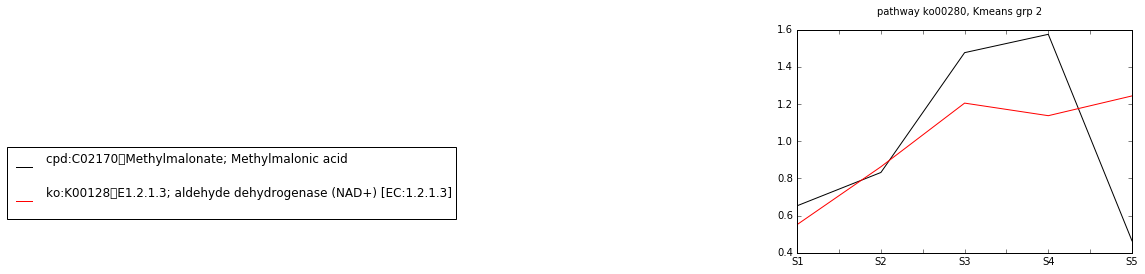 pathway ko00280, Kmeans grp 2
1.6
1.4
1.2
1.0
0.8
0.6
0.4
S1 S2 S3 S4 S5
cpd:C02170▯Methylmalonate; Methylmalonic acid
ko:K00128▯E1.2.1.3; aldehyde dehydrogenase (NAD+) [EC:1.2.1.3]